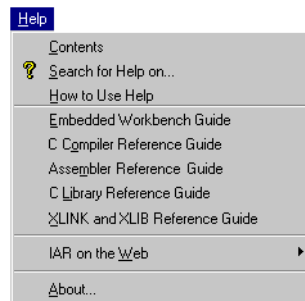 Help
Contents
Search for Help on...
How to Use Help
Embedded Workbench Guide
C Compiler Reference Guide
Assembler Reference Guide
C Library Reference Guide
XLINK and XLIB Reference Guide
IAR on the Web
About...